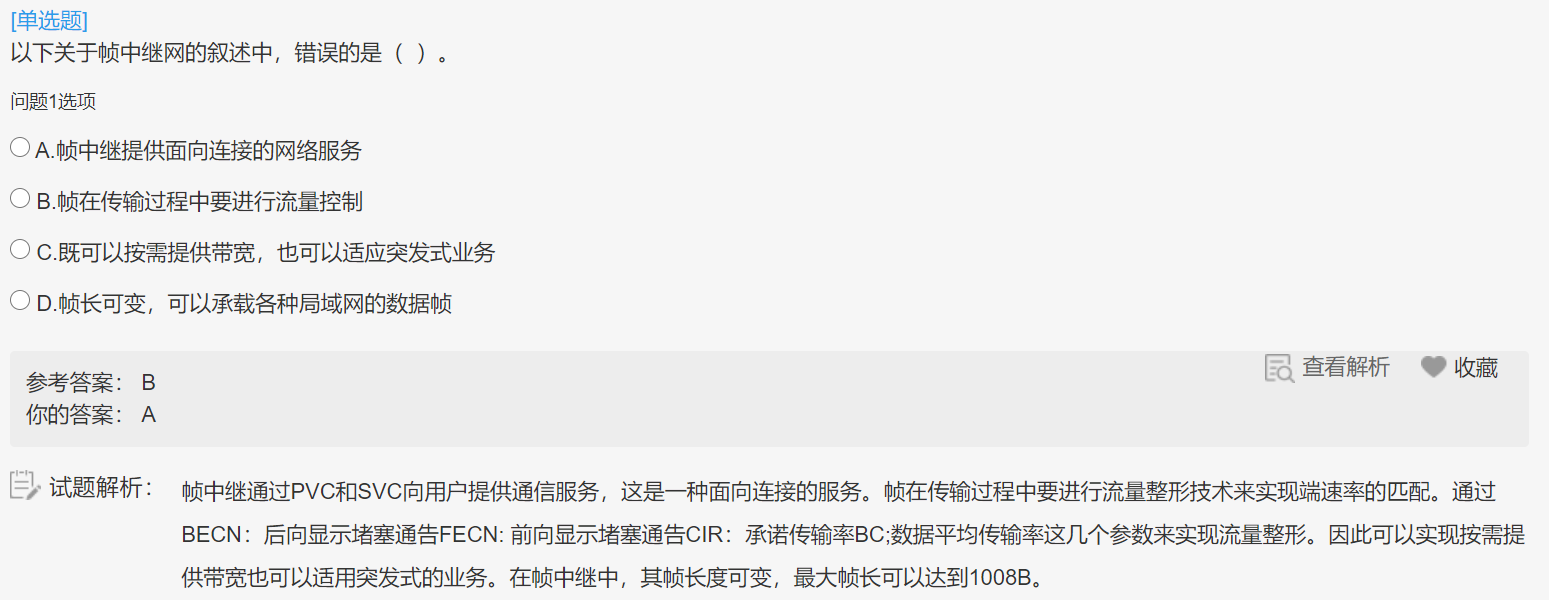 [单选题]
以下关于帧中继网的叙述中，错误的是（ ）。
问题1选项
A.帧中继提供面向连接的网络服务
B.帧在传输过程中要进行流量控制
C.既可以按需提供带宽，也可以适应突发式业务
D.帧长可变，可以承载各种局域网的数据帧
查看解析 收藏
参考答案： B
你的答案： A
试题解析： 帧中继通过PVC和SVC向用户提供通信服务，这是一种面向连接的服务。帧在传输过程中要进行流量整形技术来实现端速率的匹配。通过
BECN：后向显示堵塞通告FECN: 前向显示堵塞通告CIR：承诺传输率BC;数据平均传输率这几个参数来实现流量整形。因此可以实现按需提
供带宽也可以适用突发式的业务。在帧中继中，其帧长度可变，最大帧长可以达到1008B。